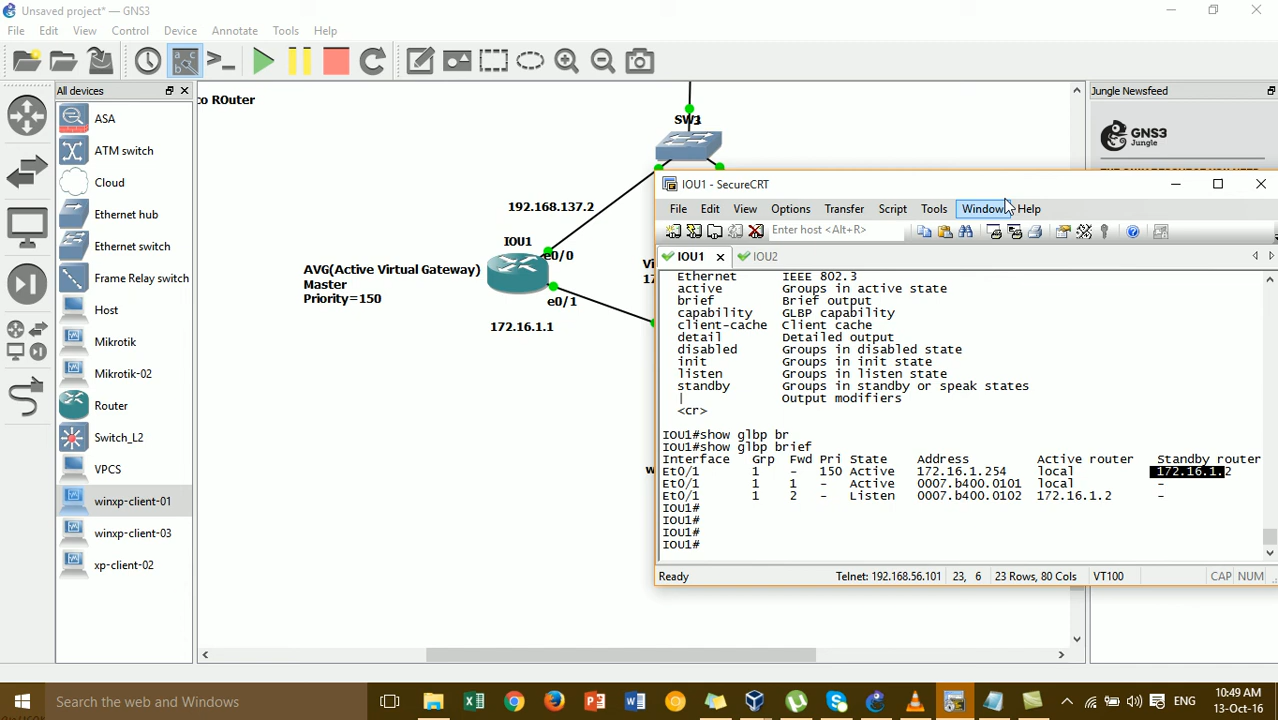 Unsaved project* — GNS3
File Edit View Control Device Annotate Tools Help
All devices
ASA
ATM switch
Cloud
Ethernet hub
Ethernet switch
Frame Relay switch
Host
Mikrotik
Mikrotik-02
Router
Switch_L2
VPCS
winxp-client-01
winxp-client-03
xp-client-02
co ROuter
192.168.137.2
IOU1
e0/0
AVG(Active Virtual Gateway)
Master
Priority=150
e0/1
172.16.1.1
Vi
17
w
Jungle Newsfeed
GNS3
Jungle
IOU1 - SecureCRT
File Edit View Options Transfer Script Tools Window Help
Enter host <Alt+R>
IOU1 IOU2
Ethernet IEEE 802.3
active Groups in active state
brief Brief output
capability GLBP capability
client-cache Client cache
detail Detailed output
disabled Groups in disabled state
init Groups in init state
listen Groups in listen state
standby Groups in standby or speak states
| Output modifiers
<cr>
IOU1#show glbp br
IOU1#show glbp brief
Interface Grp Fwd Pri State Address Active router Standby router
Et0/1 1 - 150 Active 172.16.1.254 local 172.16.1.2
Et0/1 1 1 - Active 0007.b400.0101 local -
Et0/1 1 2 - Listen 0007.b400.0102 172.16.1.2 -
IOU1#
IOU1#
IOU1#
IOU1#
Ready Telnet: 192.168.56.101 23, 6 23 Rows, 80 Cols VT100 CAP NUM
Search the web and Windows
ENG
10:49 AM
13-Oct-16